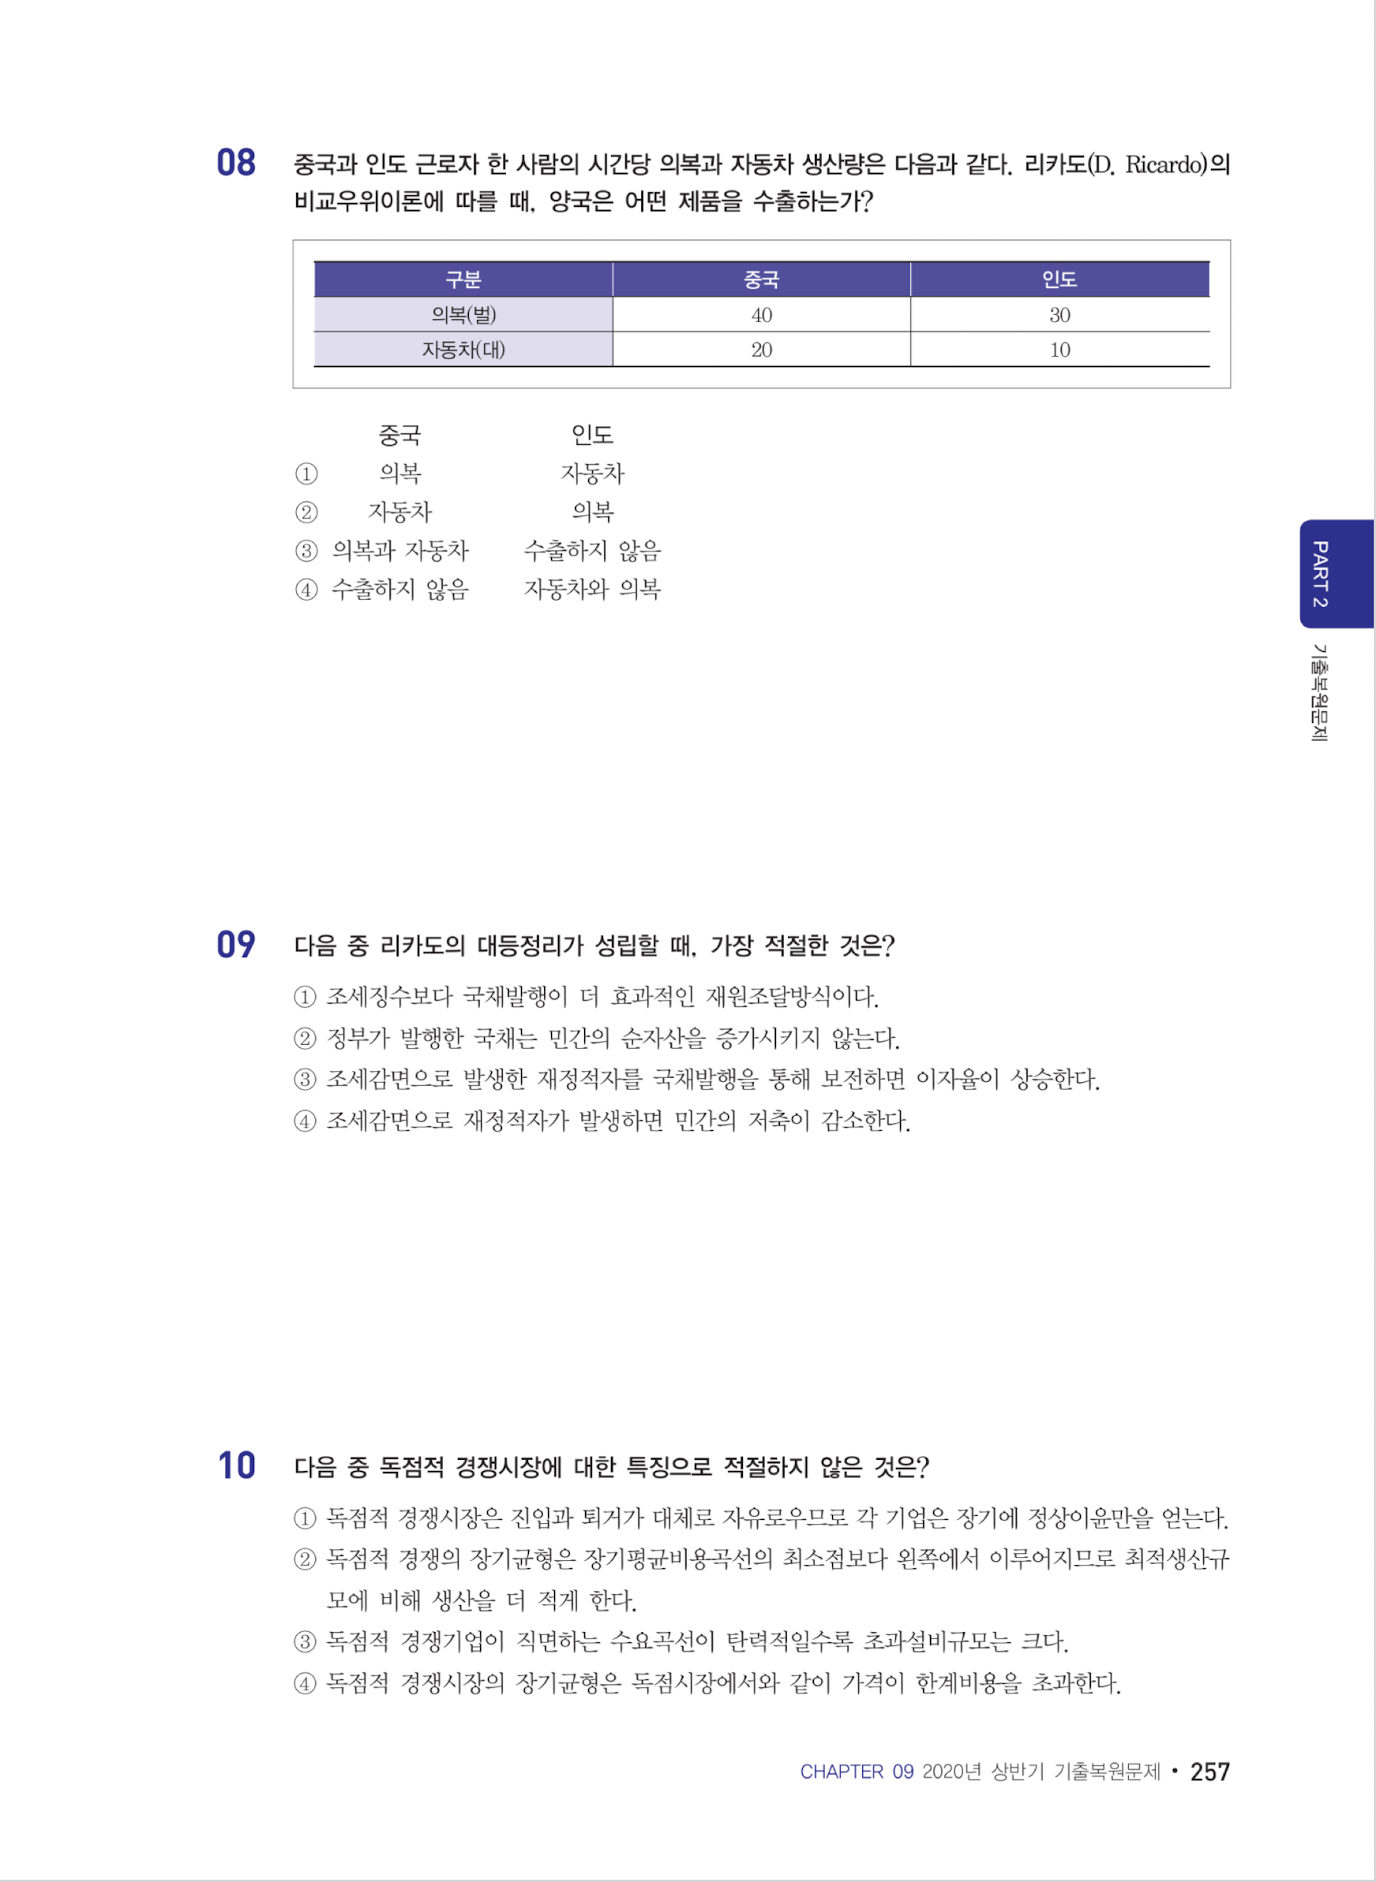 08 중국과 인도 근로자 한 사람의 시간당 의복과 자동차 생산량은 다음과 같다. 리카도(D. Ricardo)의
비교우위이론에 따를 때, 양국은 어떤 제품을 수출하는가?
구분 중국 인도
의복(벌) 40 30
자동차(대) 20 10
중국 인도
① 의복 자동차
② 자동차 의복
③ 의복과 자동차 수출하지 않음
④ 수출하지 않음 자동차와 의복
PART 2
기출복원문제
09 다음 중 리카도의 대등정리가 성립할 때, 가장 적절한 것은?
① 조세징수보다 국채발행이 더 효과적인 재원조달방식이다.
② 정부가 발행한 국채는 민간의 순자산을 증가시키지 않는다.
③ 조세감면으로 발생한 재정적자를 국채발행을 통해 보전하면 이자율이 상승한다.
④ 조세감면으로 재정적자가 발생하면 민간의 저축이 감소한다.
10 다음 중 독점적 경쟁시장에 대한 특징으로 적절하지 않은 것은?
① 독점적 경쟁시장은 진입과 퇴거가 대체로 자유로우므로 각 기업은 장기에 정상이윤만을 얻는다.
② 독점적 경쟁의 장기균형은 장기평균비용곡선의 최소점보다 왼쪽에서 이루어지므로 최적생산규
모에 비해 생산을 더 적게 한다.
③ 독점적 경쟁기업이 직면하는 수요곡선이 탄력적일수록 초과설비규모는 크다.
④ 독점적 경쟁시장의 장기균형은 독점시장에서와 같이 가격이 한계비용을 초과한다.
CHAPTER 09 2020년 상반기 기출복원문제 • 257